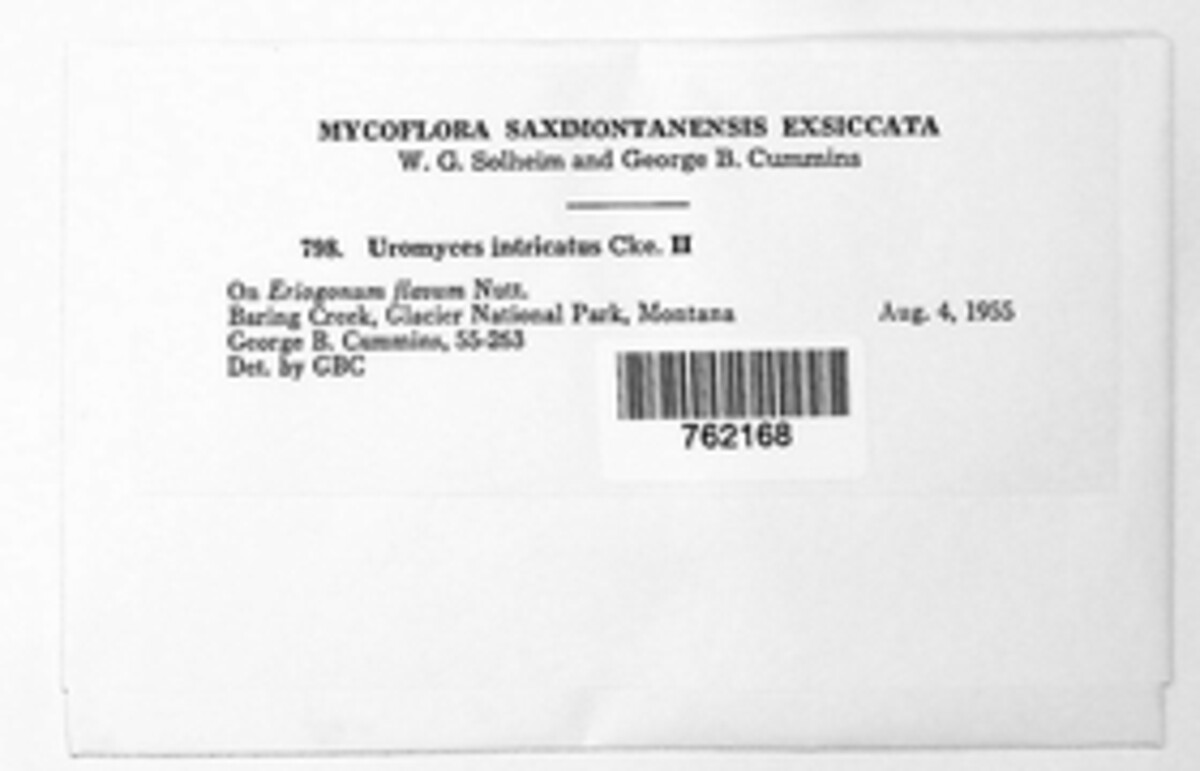 MYCOFLORA SAXIMONTANENSIS EXSICCATA
W. G. Solheim and George B. Cummins
798. Uromyces intricatus Cke. II
On Eriogonum flavum Nutt.
Baring Creek, Glacier National Park, Montana Aug. 4, 1955
George B. Cummins, 55-263
Det. by GBC
762168